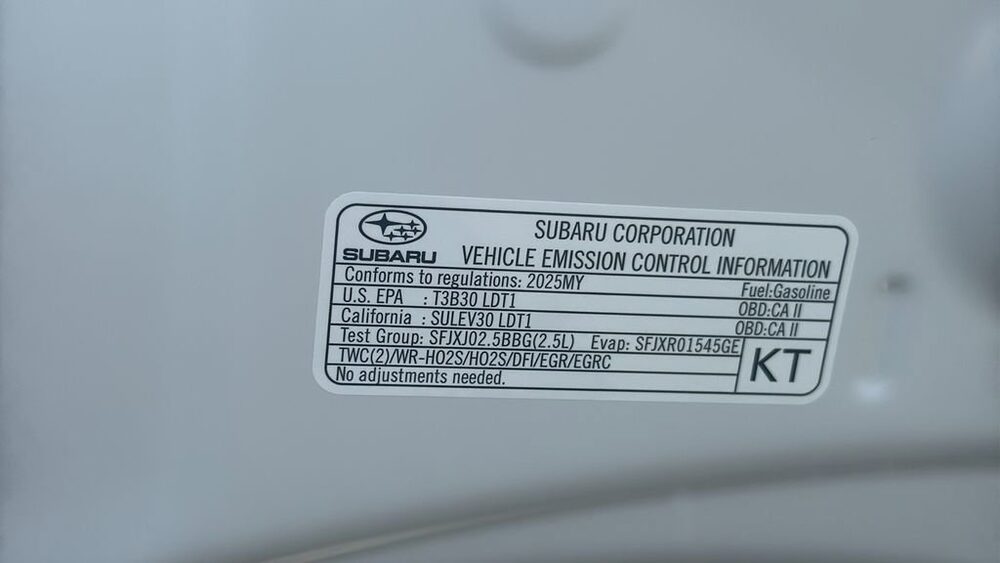 SUBARU
SUBARU CORPORATION
VEHICLE EMISSION CONTROL INFORMATION
Conforms to regulations: 2025MY Fuel:Gasoline
U.S. EPA : T3B30 LDT1 OBD:CA II
California : SULEV30 LDT1 OBD:CA II
Test Group: SFJXJ02.5BBG(2.5L) Evap: SFJXR01545GE
TWC(2)/WR-HO2S/HO2S/DFI/EGR/EGRC
No adjustments needed.
KT